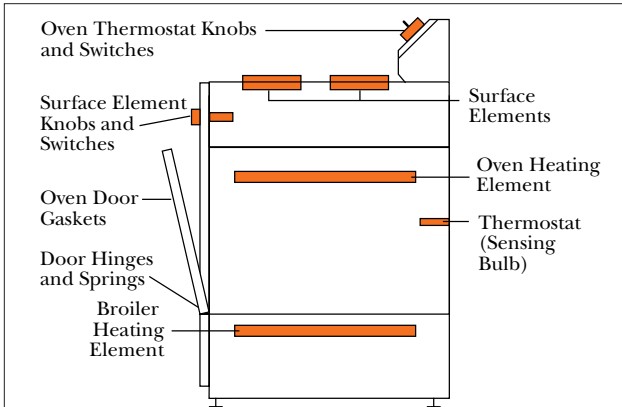 Oven Thermostat Knobs
and Switches
Surface Element
Knobs and
Switches
Oven Door
Gaskets
Door Hinges
and Springs
Broiler
Heating
Element
Surface
Elements
Oven Heating
Element
Thermostat
(Sensing
Bulb)